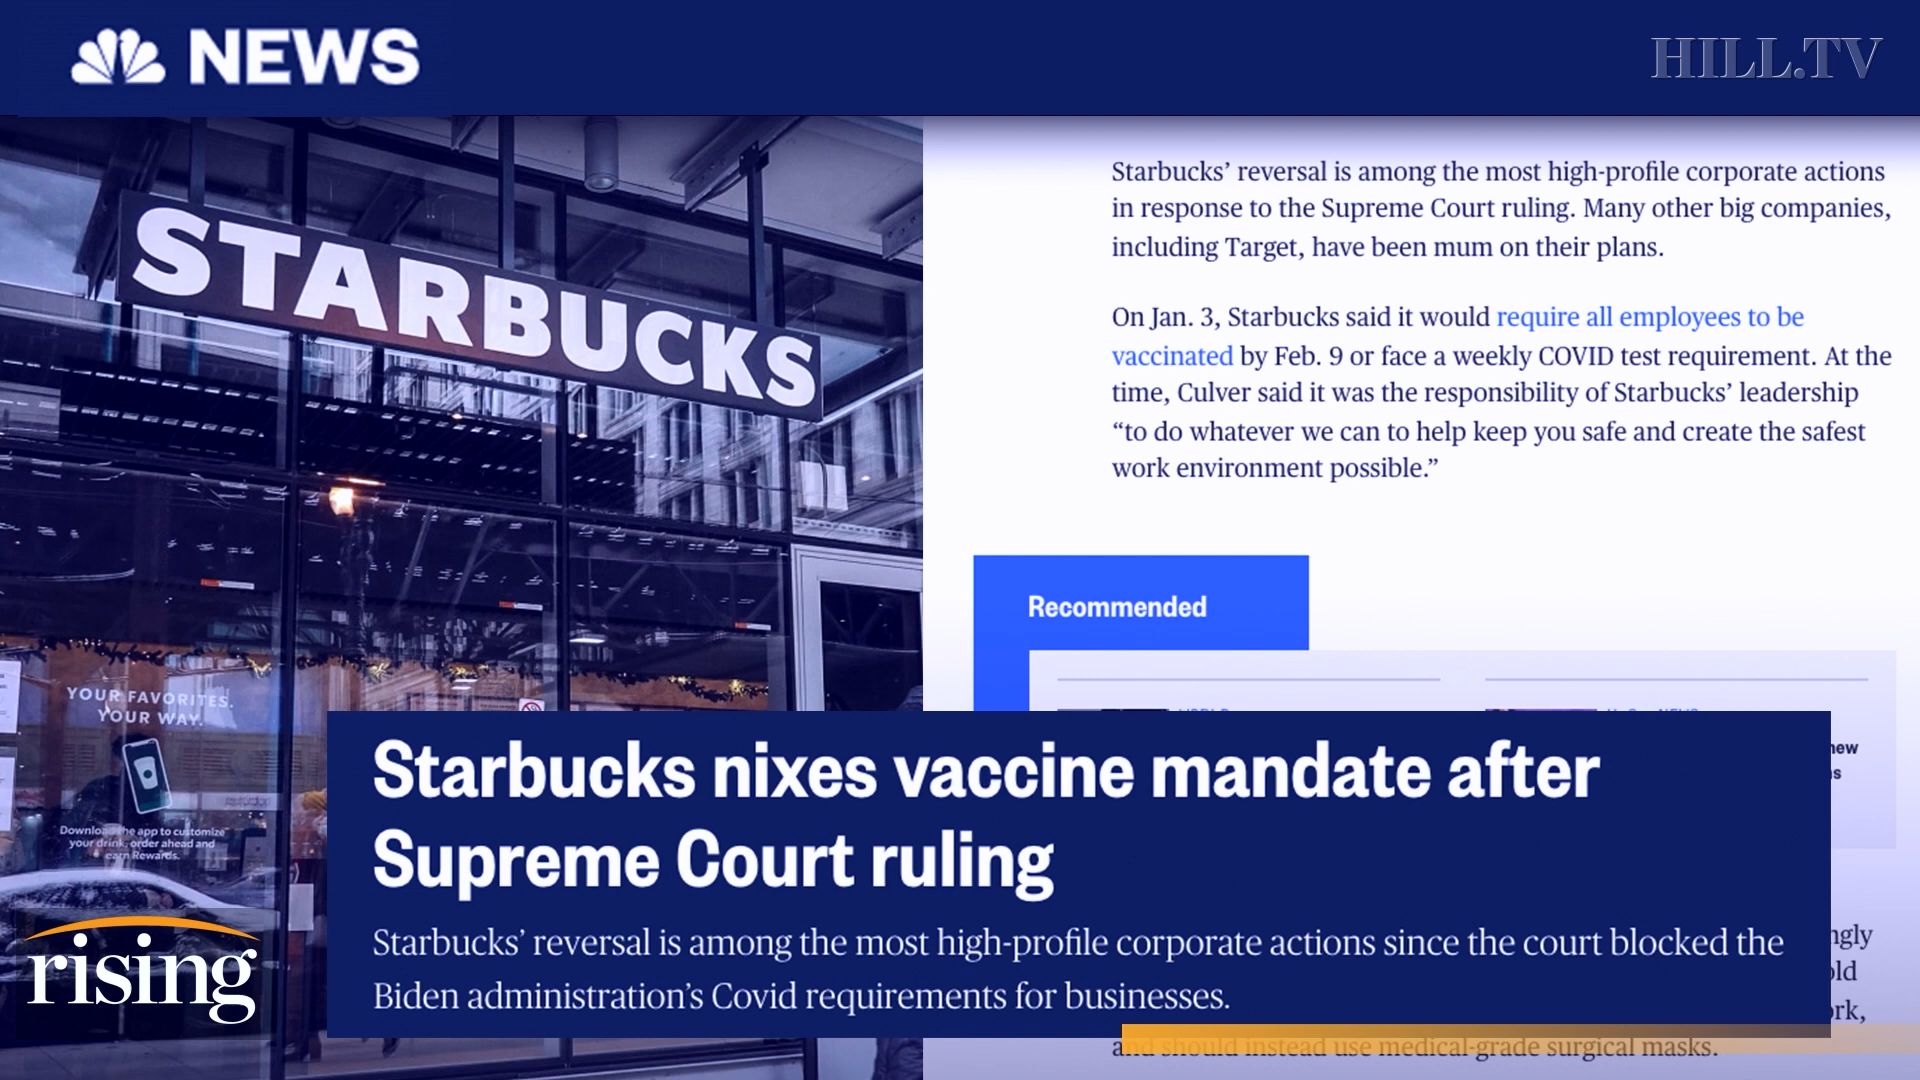 NEWS
HILL.TV
STARBUCKS
YOUR FAVORITES.
YOUR WAY.
Download the app to customize
your drink, order ahead and
earn Rewards.
Starbucks’ reversal is among the most high-profile corporate actions
in response to the Supreme Court ruling. Many other big companies,
including Target, have been mum on their plans.
On Jan. 3, Starbucks said it would require all employees to be
vaccinated by Feb. 9 or face a weekly COVID test requirement. At the
time, Culver said it was the responsibility of Starbucks’ leadership
“to do whatever we can to help keep you safe and create the safest
work environment possible.”
Recommended
Starbucks nixes vaccine mandate after
Supreme Court ruling
Starbucks’ reversal is among the most high-profile corporate actions since the court blocked the
Biden administration’s Covid requirements for businesses.
and should instead use medical-grade surgical masks.
rising